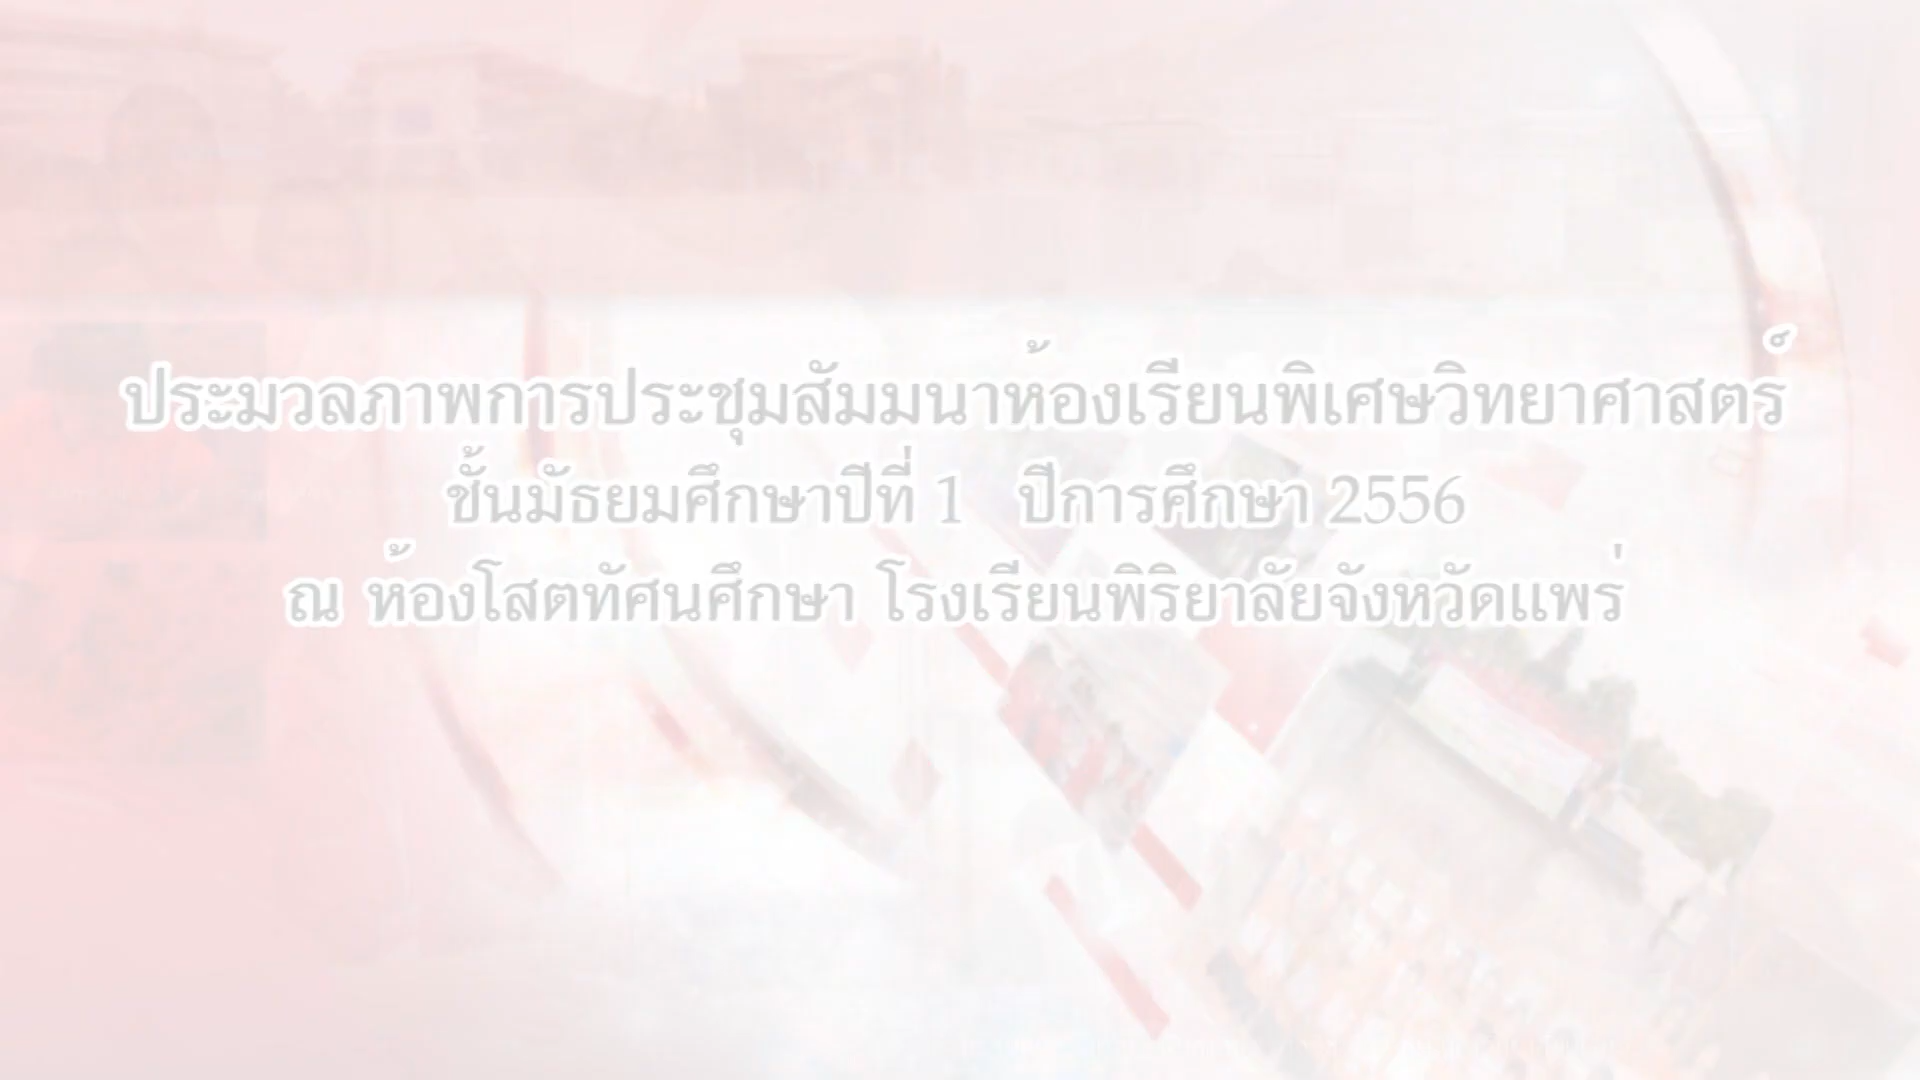 ประมวลภาพการประชุมสัมมนาห้องเรียนพิเศษวิทยาศาสตร์
ชั้นมัธยมศึกษาปีที่ 1 ปีการศึกษา 2556
ณ ห้องโสตทัศนศึกษา โรงเรียนพิริยาลัยจังหวัดแพร่